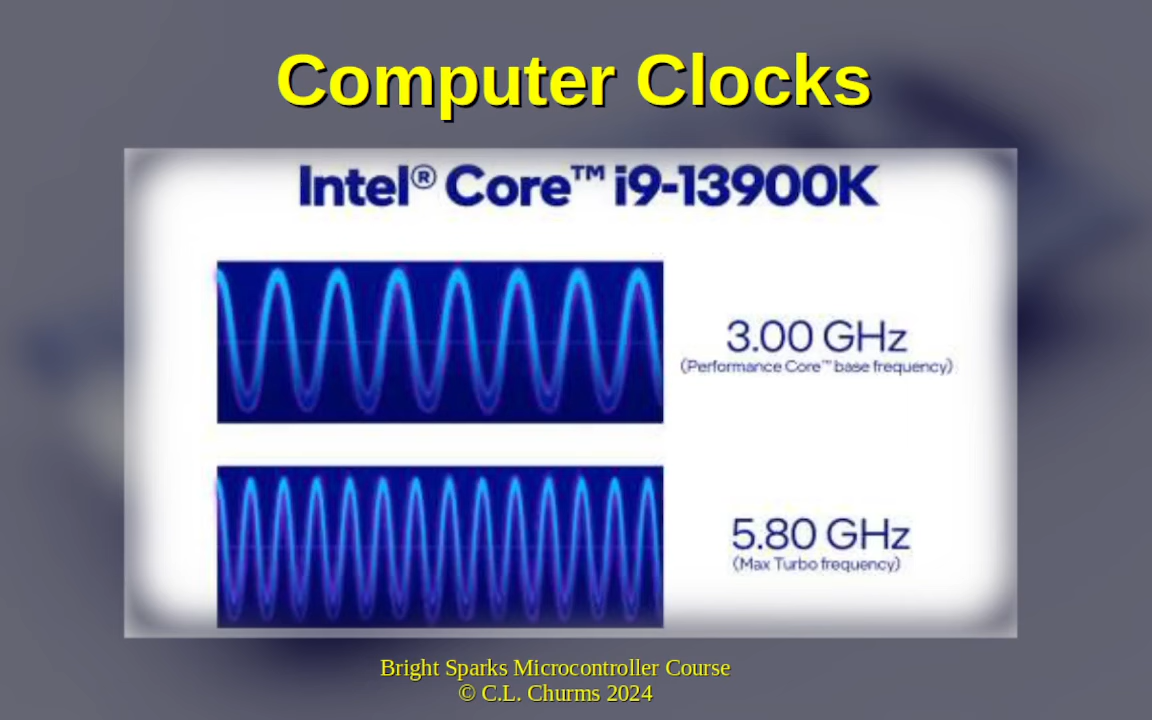 Computer Clocks
Intel® Core™ i9-13900K
3.00 GHz
(Performance Core™ base frequency)
5.80 GHz
(Max Turbo frequency)
Bright Sparks Microcontroller Course
© C.L. Churms 2024